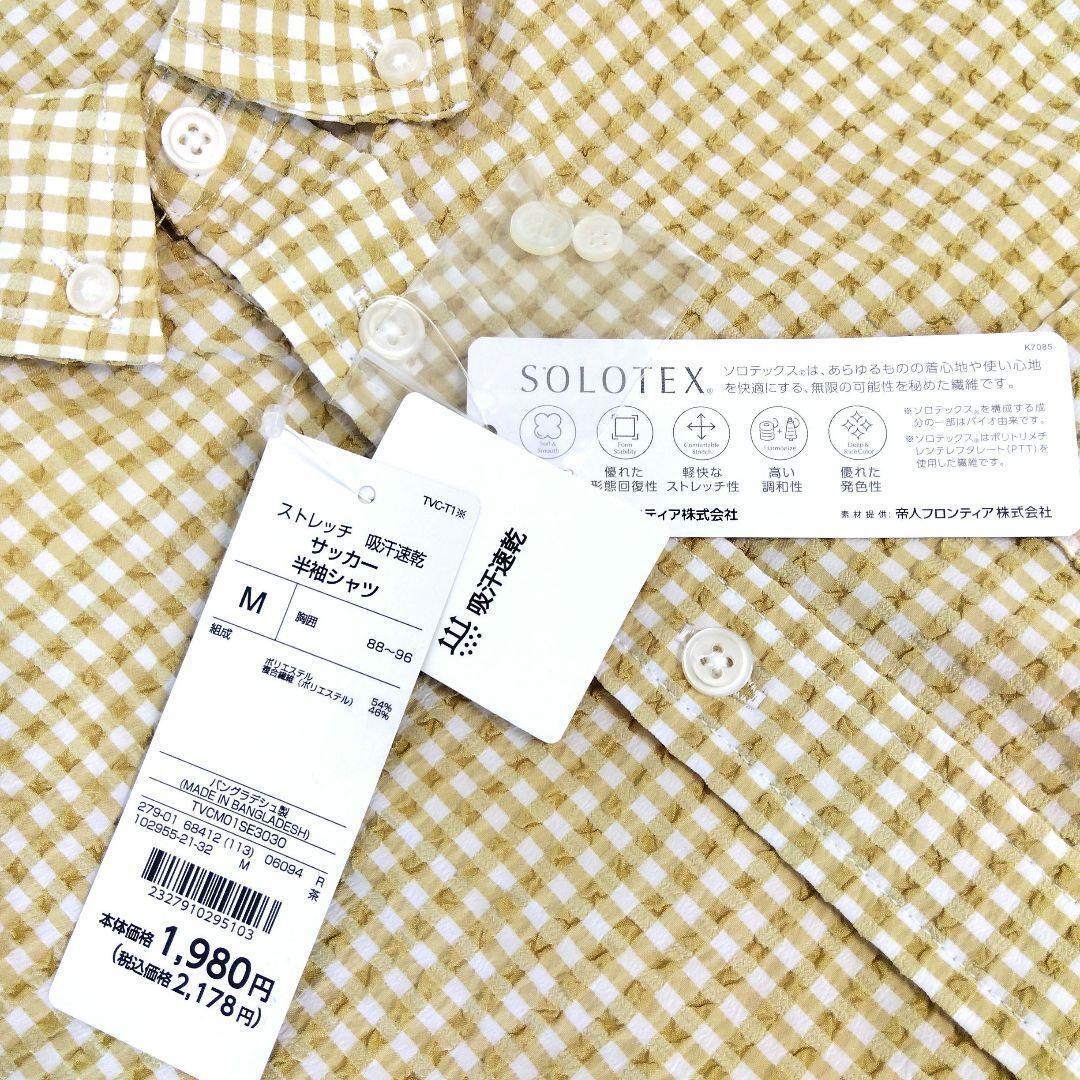 K7085
SOLOTEX®
ソロテックス®は、あらゆるものの着心地や使い心地
を快適にする、無限の可能性を秘めた繊維です。
Soft & Smooth
Form Stability
Comfortable Stretch
Harmonize
Deep & Rich Color
優れた
形態回復性
軽快な
ストレッチ性
高い
調和性
優れた
発色性
※ソロテックス®を構成する成
分の一部はバイオ由来です。
※ソロテックス®はポリトリメチ
レンテレフタレート(PTT)を
使用した繊維です。
ティア株式会社
素材提供: 帝人フロンティア株式会社
吸汗速乾
TVC-T1※
ストレッチ 吸汗速乾
サッカー
半袖シャツ
M
胸囲
88~96
組成
ポリエステル 54%
複合繊維(ポリエステル) 46%
バングラデシュ製
(MADE IN BANGLADESH)
TVCM01SE3030
279-01 68412 (113) 06094 R
102955-21-32 M 茶
2327910295103
本体価格 1,980円
(税込価格 2,178円)